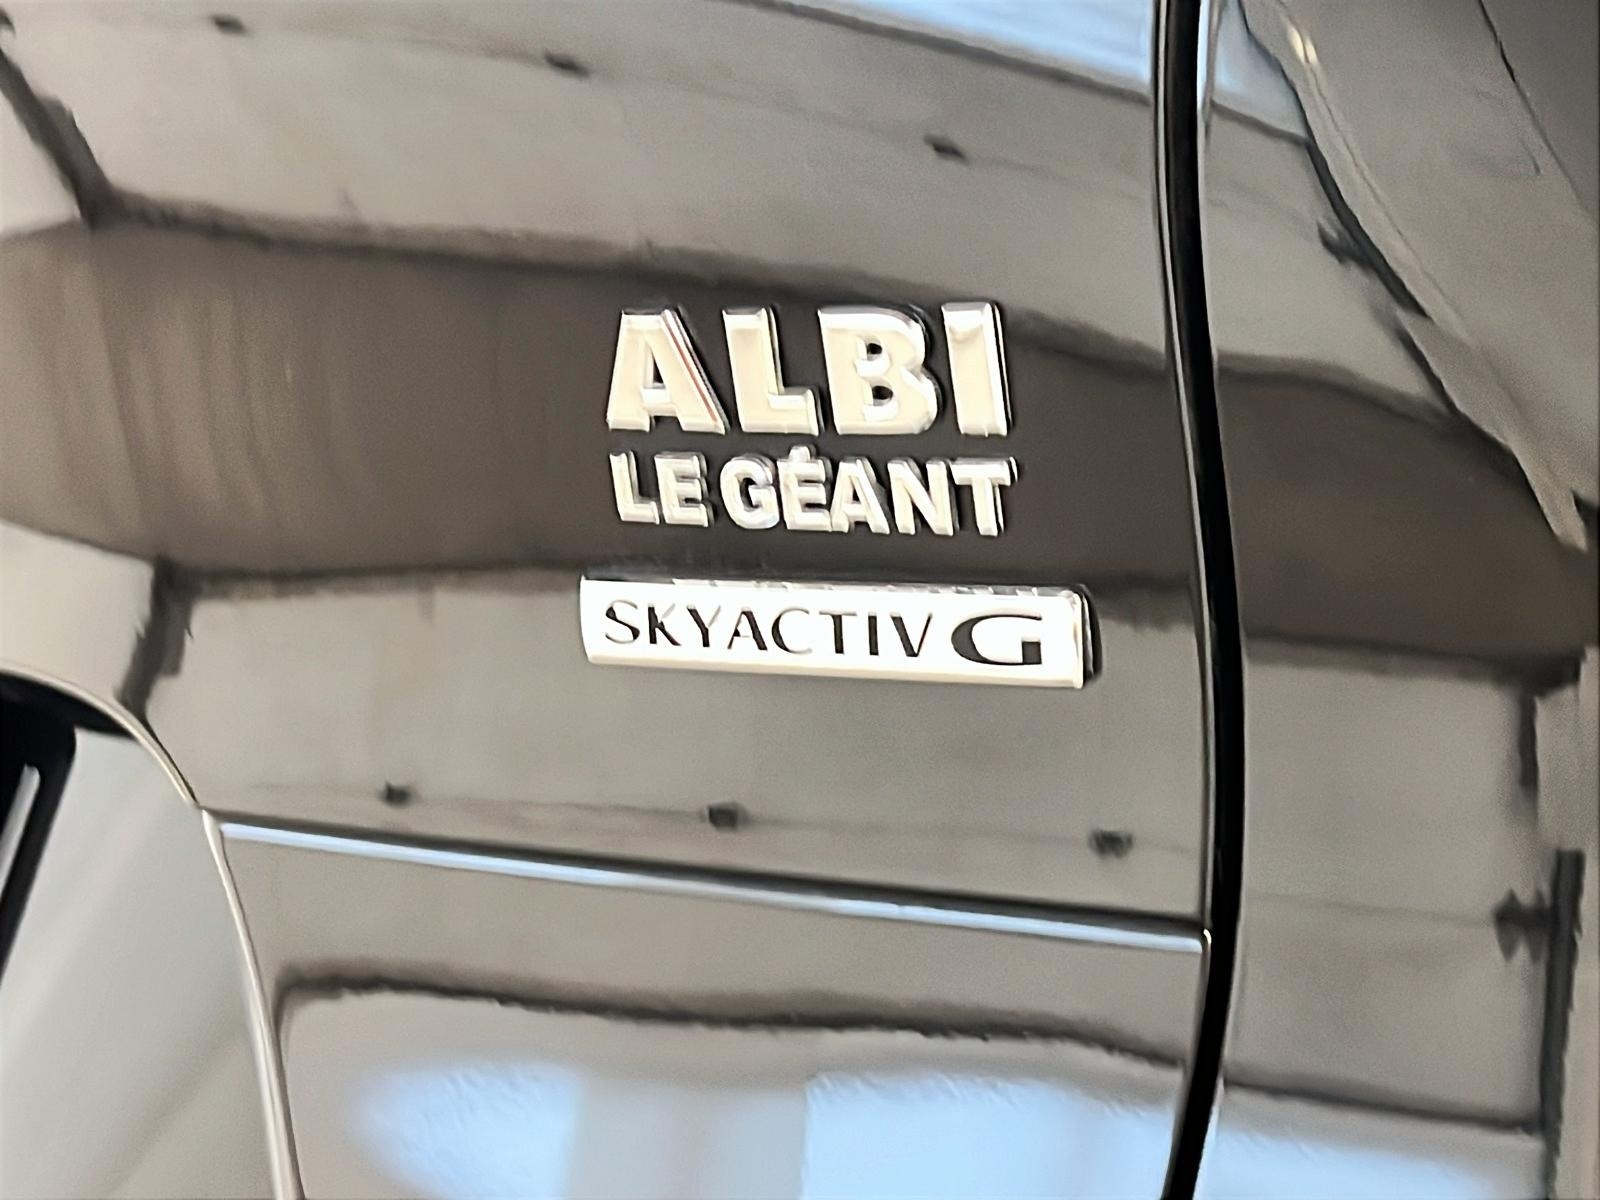 ALBI
LE GÉANT
SKYACTIV G